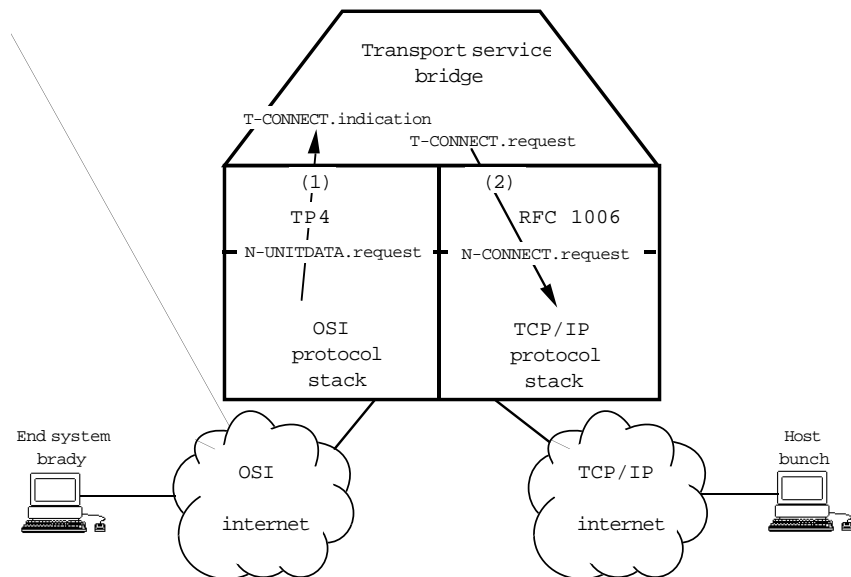 Transport service
bridge
T-CONNECT.indication
T-CONNECT.request
(1)
(2)
TP4
RFC 1006
N-UNITDATA.request
N-CONNECT.request
OSI
protocol
stack
TCP/IP
protocol
stack
End system
brady
OSI
internet
TCP/IP
internet
Host
bunch